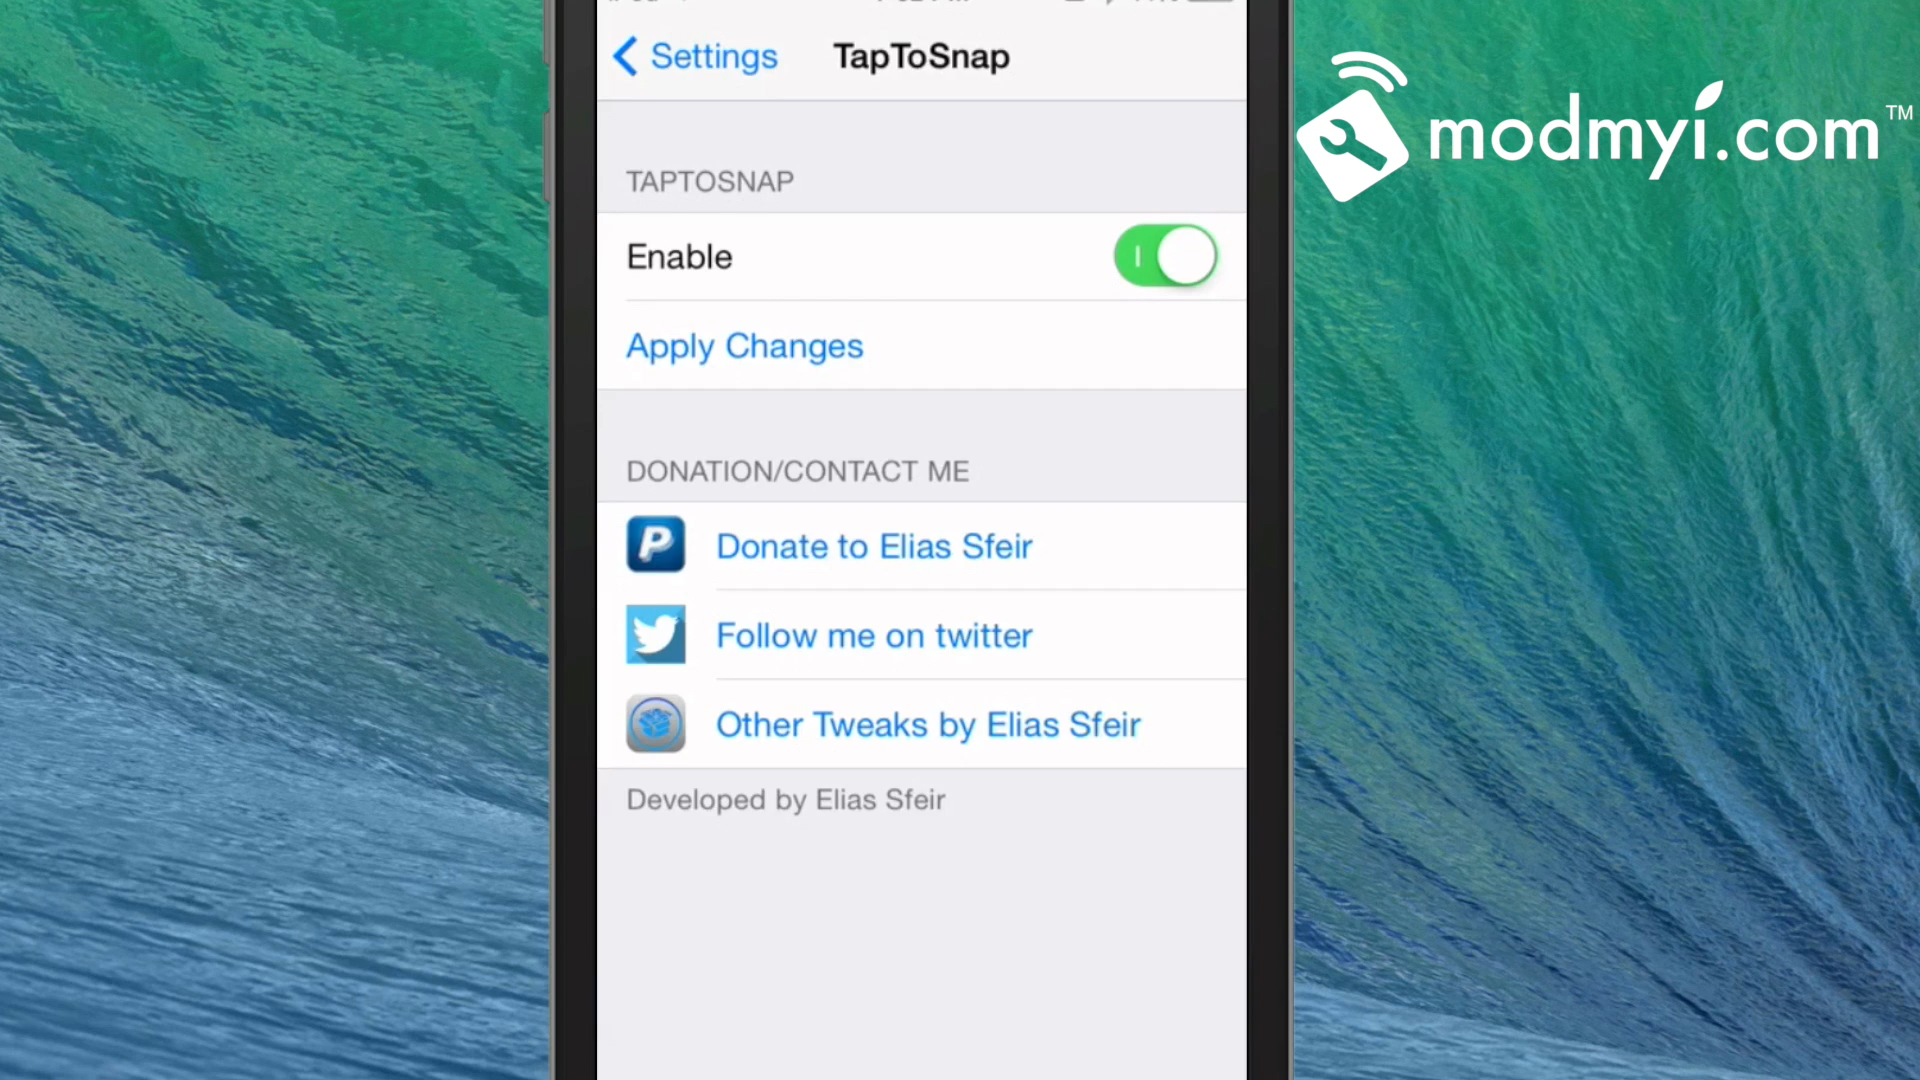 Settings
TapToSnap
modmyi.com™
TAPTOSNAP
Enable
Apply Changes
DONATION/CONTACT ME
Donate to Elias Sfeir
Follow me on twitter
Other Tweaks by Elias Sfeir
Developed by Elias Sfeir